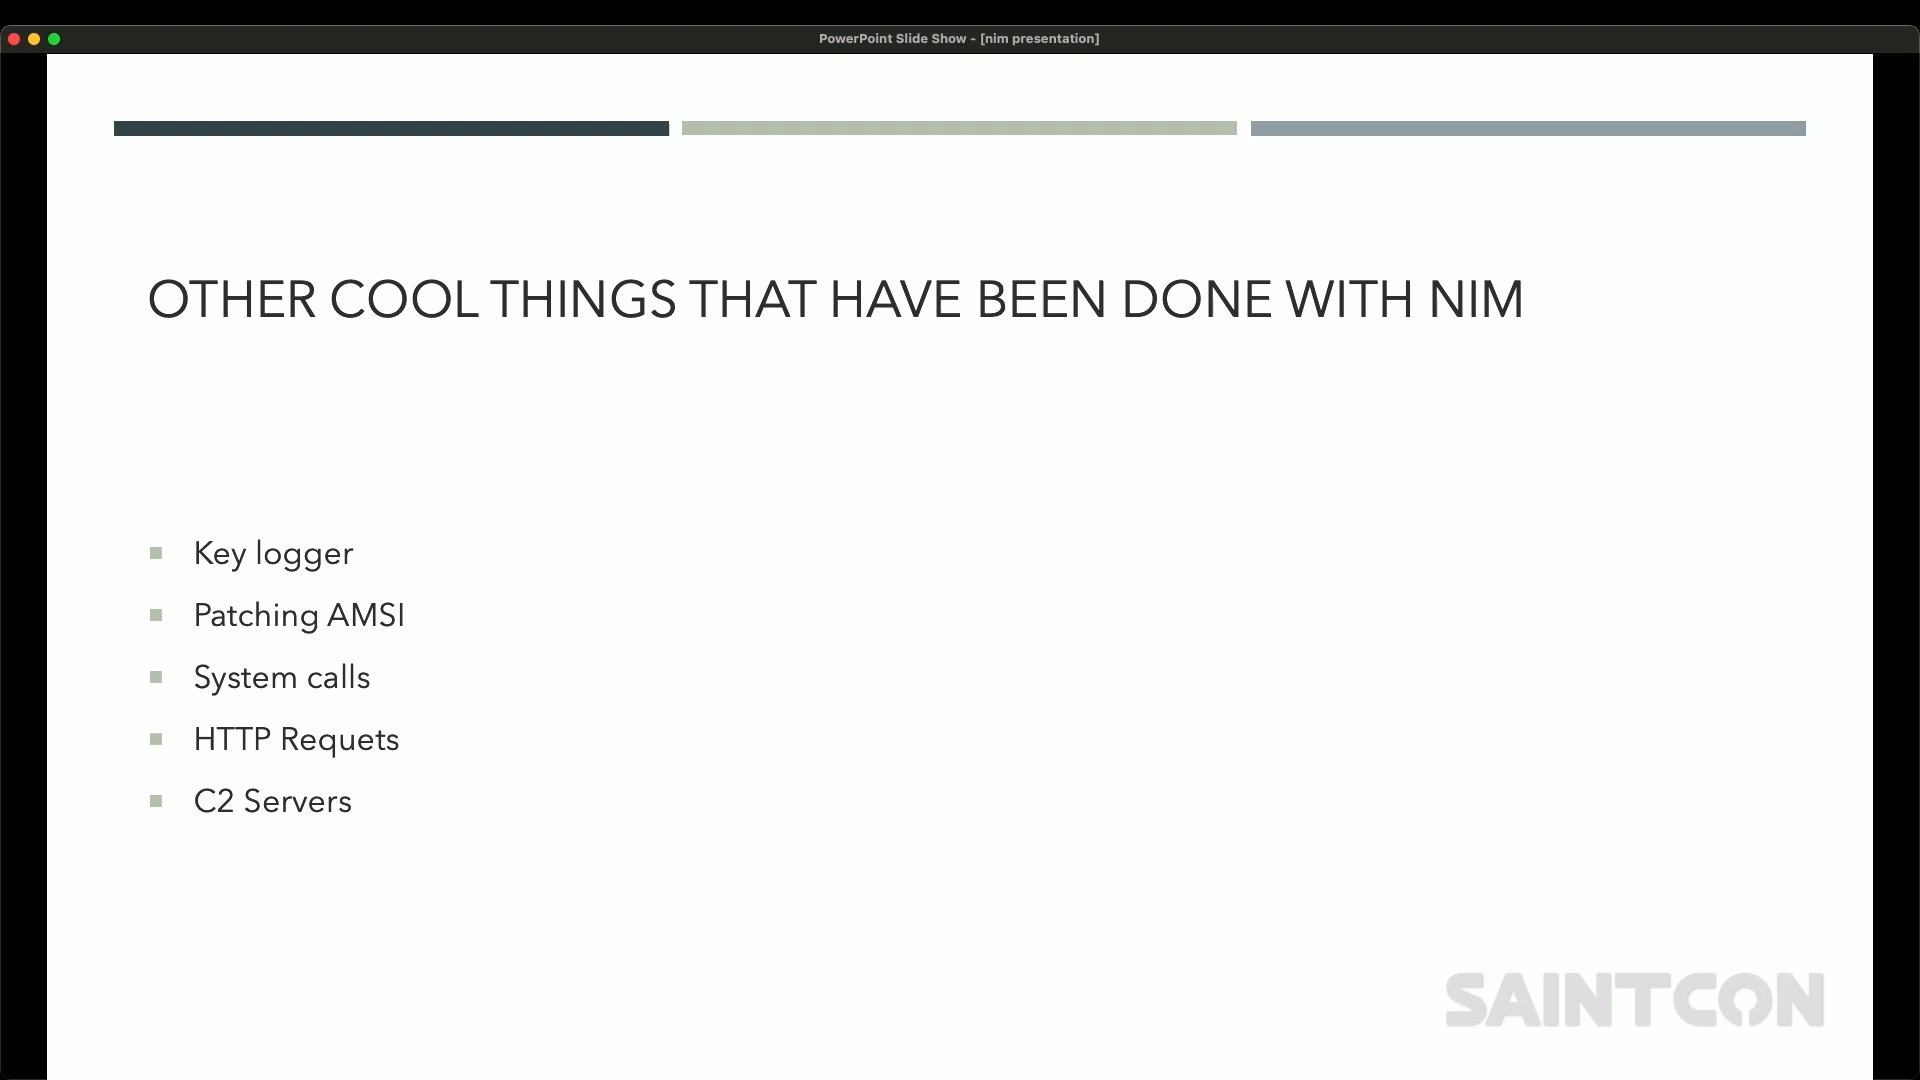 PowerPoint Slide Show - [nim presentation]
OTHER COOL THINGS THAT HAVE BEEN DONE WITH NIM
Key logger
Patching AMSI
System calls
HTTP Requets
C2 Servers
SAINTCON